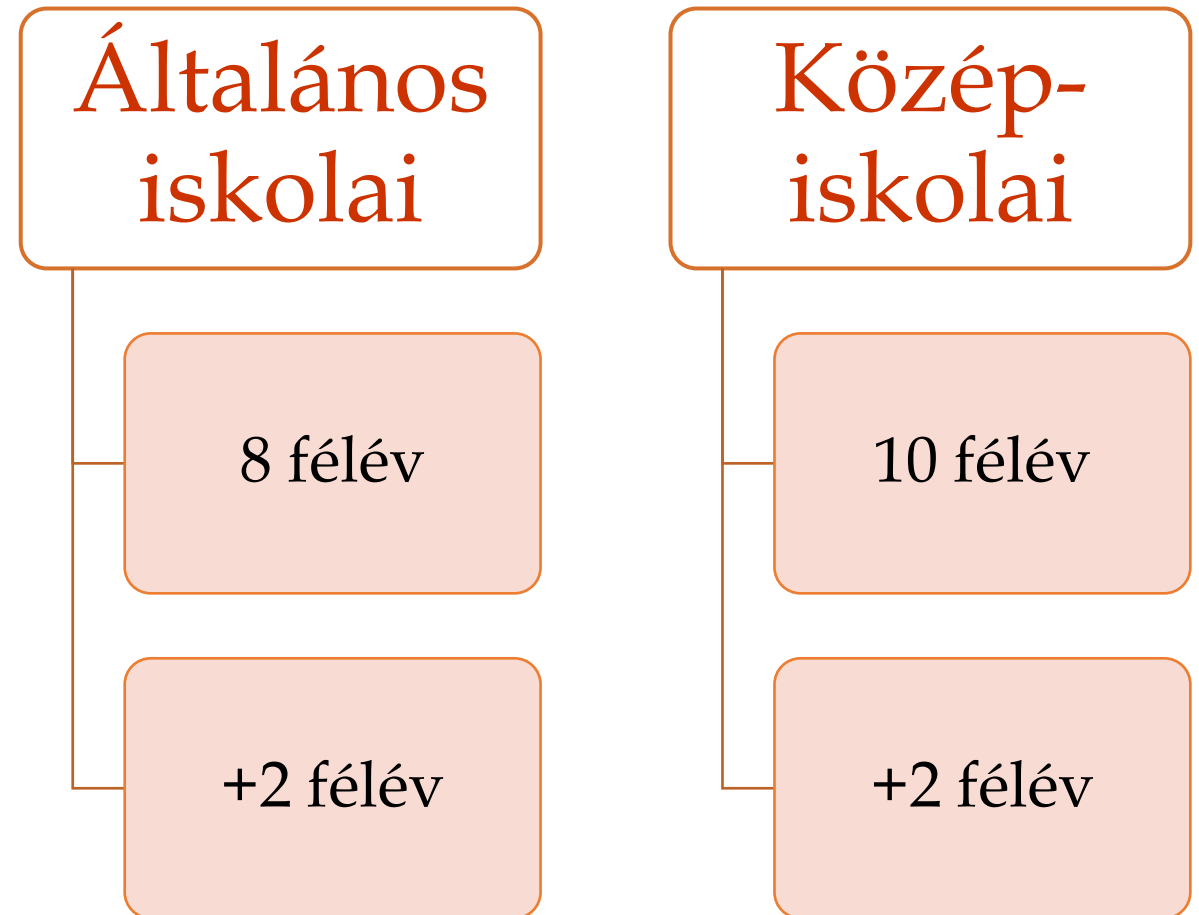 Általános
iskolai
8 félév
+2 félév
Közép-
iskolai
10 félév
+2 félév